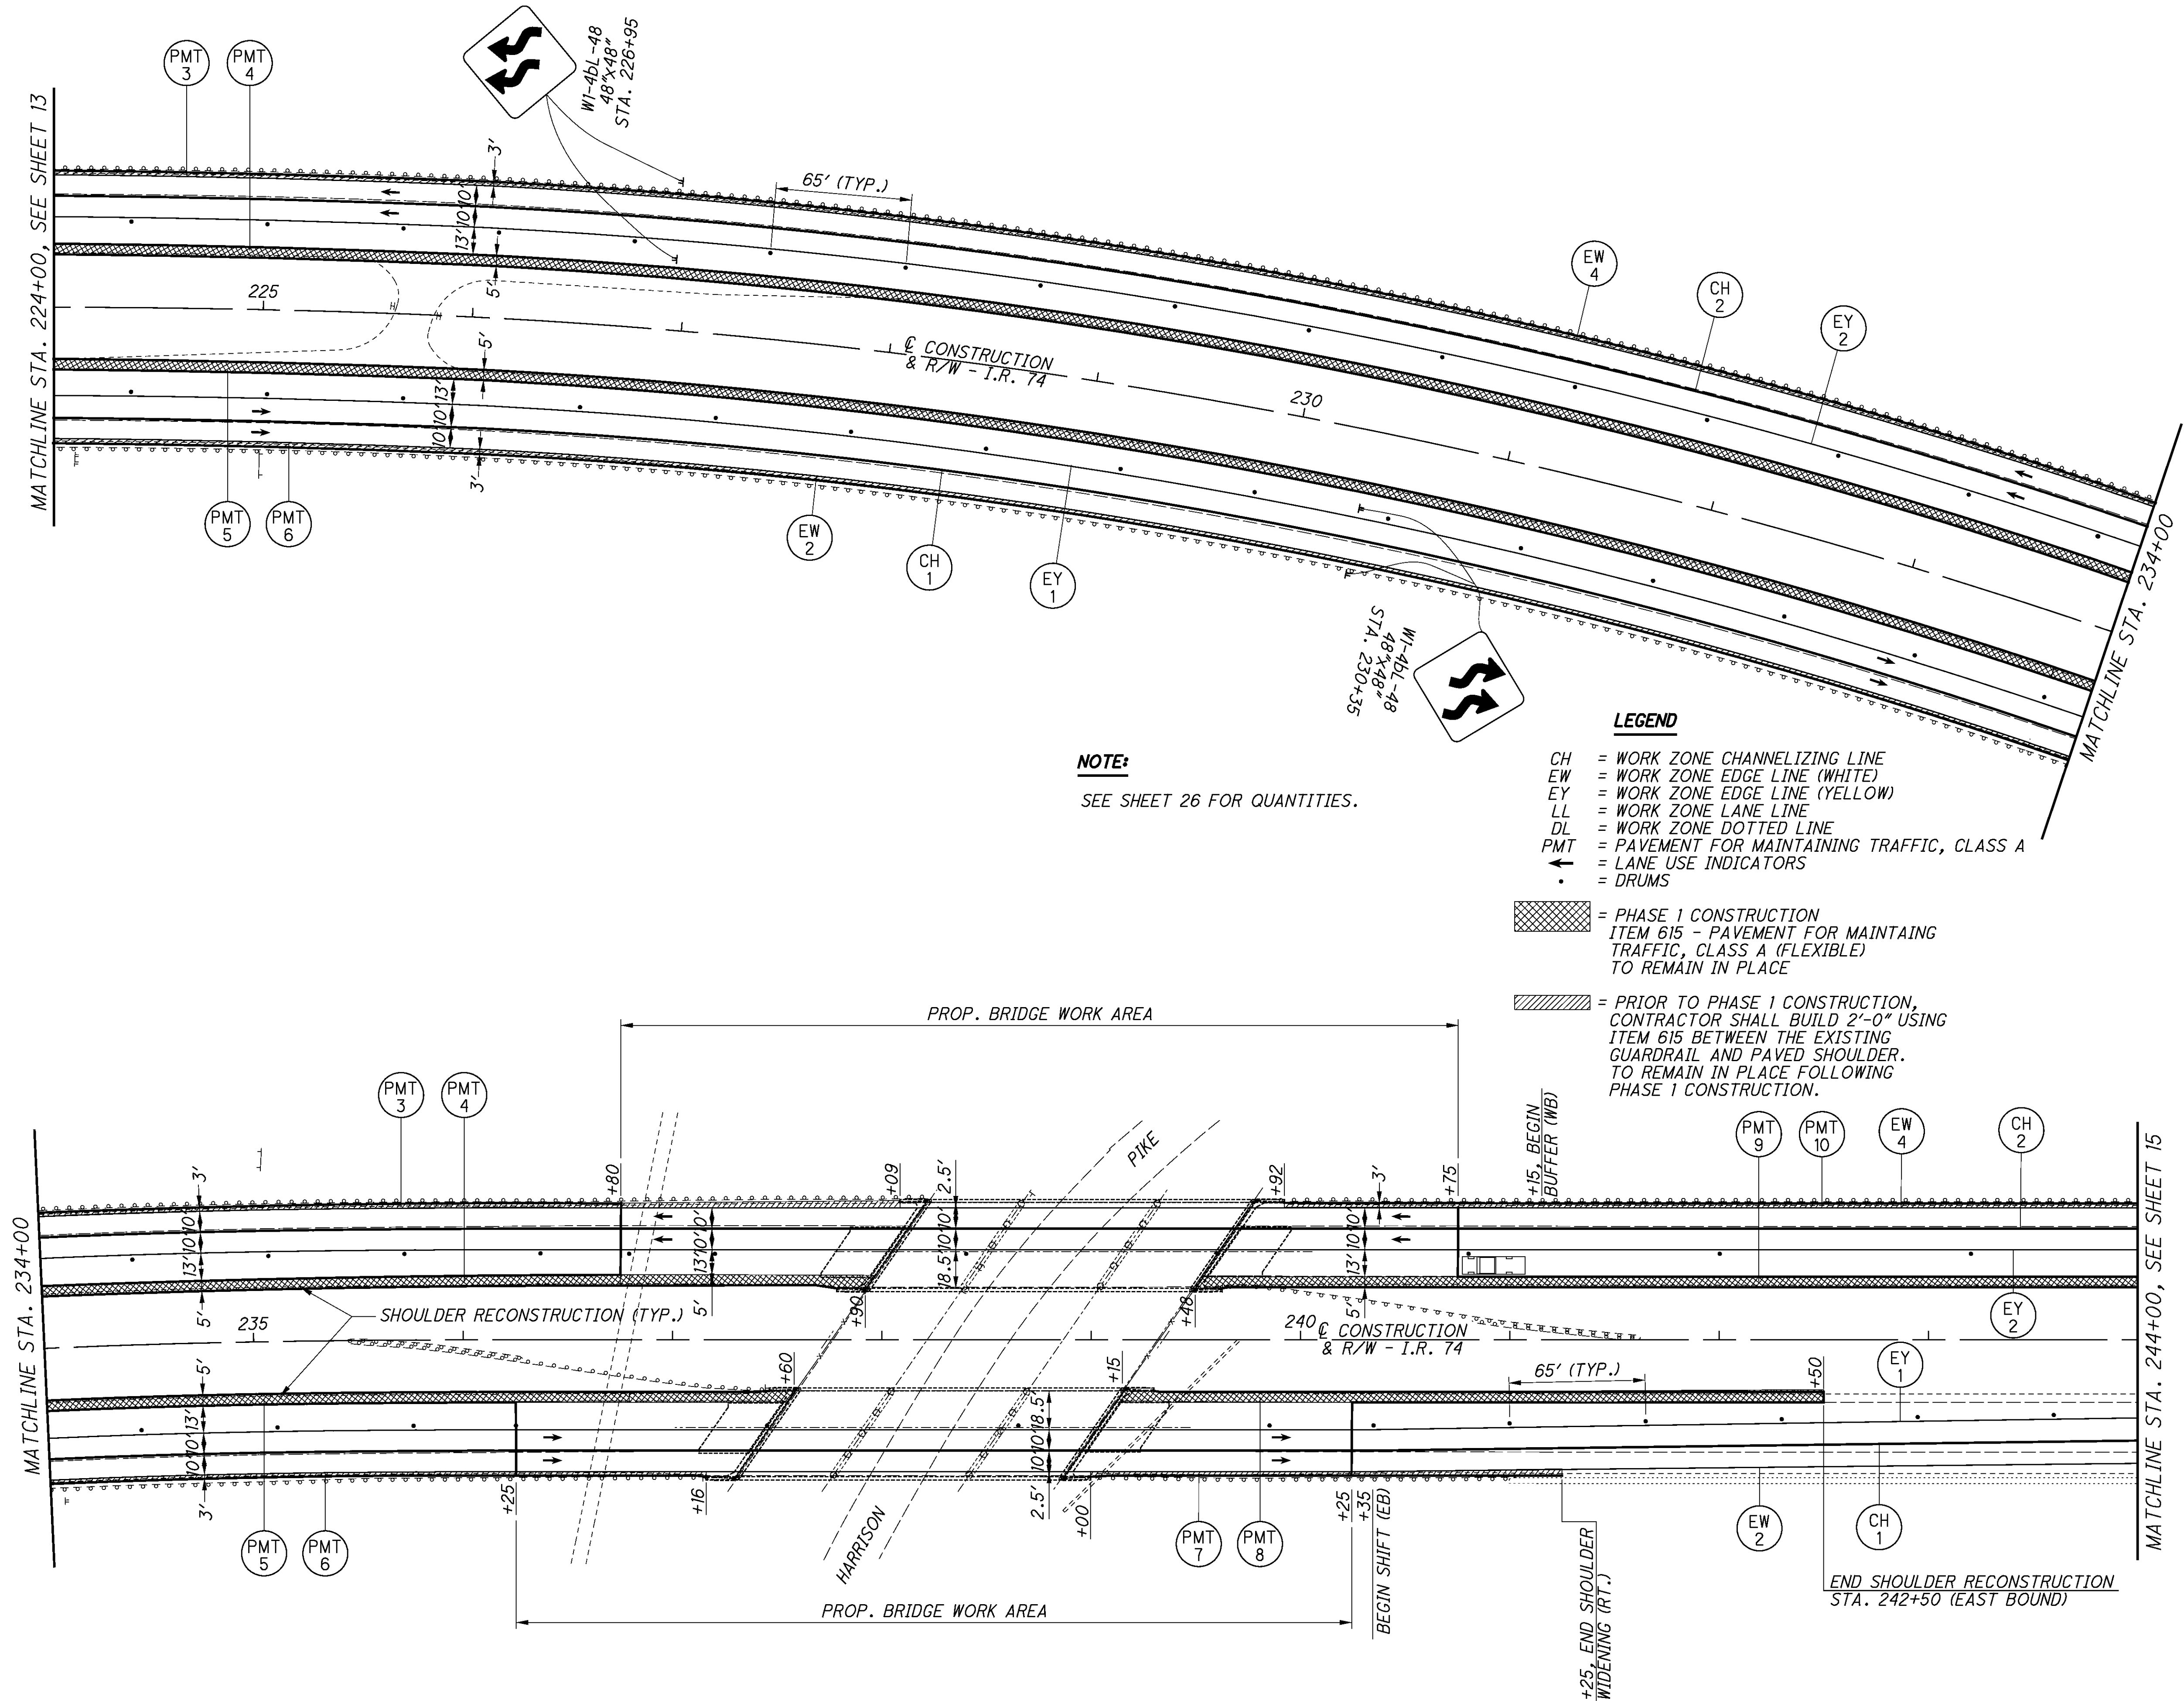 PMT
3
PMT
4
W1-4bL-48
48"x48"
STA. 226+95
MATCHLINE STA. 224+00, SEE SHEET 13
3'
10'
10'
13'
65' (TYP.)
5'
225
5'
13'
10'
10'
3'
℄ CONSTRUCTION
& R/W - I.R. 74
230
EW
4
CH
2
EY
2
PMT
5
PMT
6
EW
2
CH
1
EY
1
W1-4bL-48
48"x48"
STA. 230+35
MATCHLINE STA. 234+00
NOTE:
SEE SHEET 26 FOR QUANTITIES.
LEGEND
CH = WORK ZONE CHANNELIZING LINE
EW = WORK ZONE EDGE LINE (WHITE)
EY = WORK ZONE EDGE LINE (YELLOW)
LL = WORK ZONE LANE LINE
DL = WORK ZONE DOTTED LINE
PMT = PAVEMENT FOR MAINTAINING TRAFFIC, CLASS A
= LANE USE INDICATORS
= DRUMS
= PHASE 1 CONSTRUCTION
ITEM 615 - PAVEMENT FOR MAINTAING
TRAFFIC, CLASS A (FLEXIBLE)
TO REMAIN IN PLACE
= PRIOR TO PHASE 1 CONSTRUCTION,
CONTRACTOR SHALL BUILD 2'-0" USING
ITEM 615 BETWEEN THE EXISTING
GUARDRAIL AND PAVED SHOULDER.
TO REMAIN IN PLACE FOLLOWING
PHASE 1 CONSTRUCTION.
PROP. BRIDGE WORK AREA
PMT
3
PMT
4
PIKE
+15, BEGIN
BUFFER (WB)
PMT
9
PMT
10
EW
4
CH
2
MATCHLINE STA. 234+00
3'
10'
10'
13'
5'
+80
10'
10'
13'
5'
+09
2.5'
10'
10'
18.5'
+92
3'
10'
10'
13'
5'
+75
+90
+48
SHOULDER RECONSTRUCTION (TYP.)
235
240
℄ CONSTRUCTION
& R/W - I.R. 74
EY
2
EY
1
5'
13'
10'
10'
3'
+60
+15
65' (TYP.)
+50
18.5'
10'
10'
2.5'
+25
+16
+00
+25
+35
BEGIN SHIFT (EB)
PMT
5
PMT
6
HARRISON
PMT
7
PMT
8
EW
2
CH
1
MATCHLINE STA. 244+00, SEE SHEET 15
END SHOULDER RECONSTRUCTION
STA. 242+50 (EAST BOUND)
PROP. BRIDGE WORK AREA
+25, END SHOULDER
WIDENING (RT.)